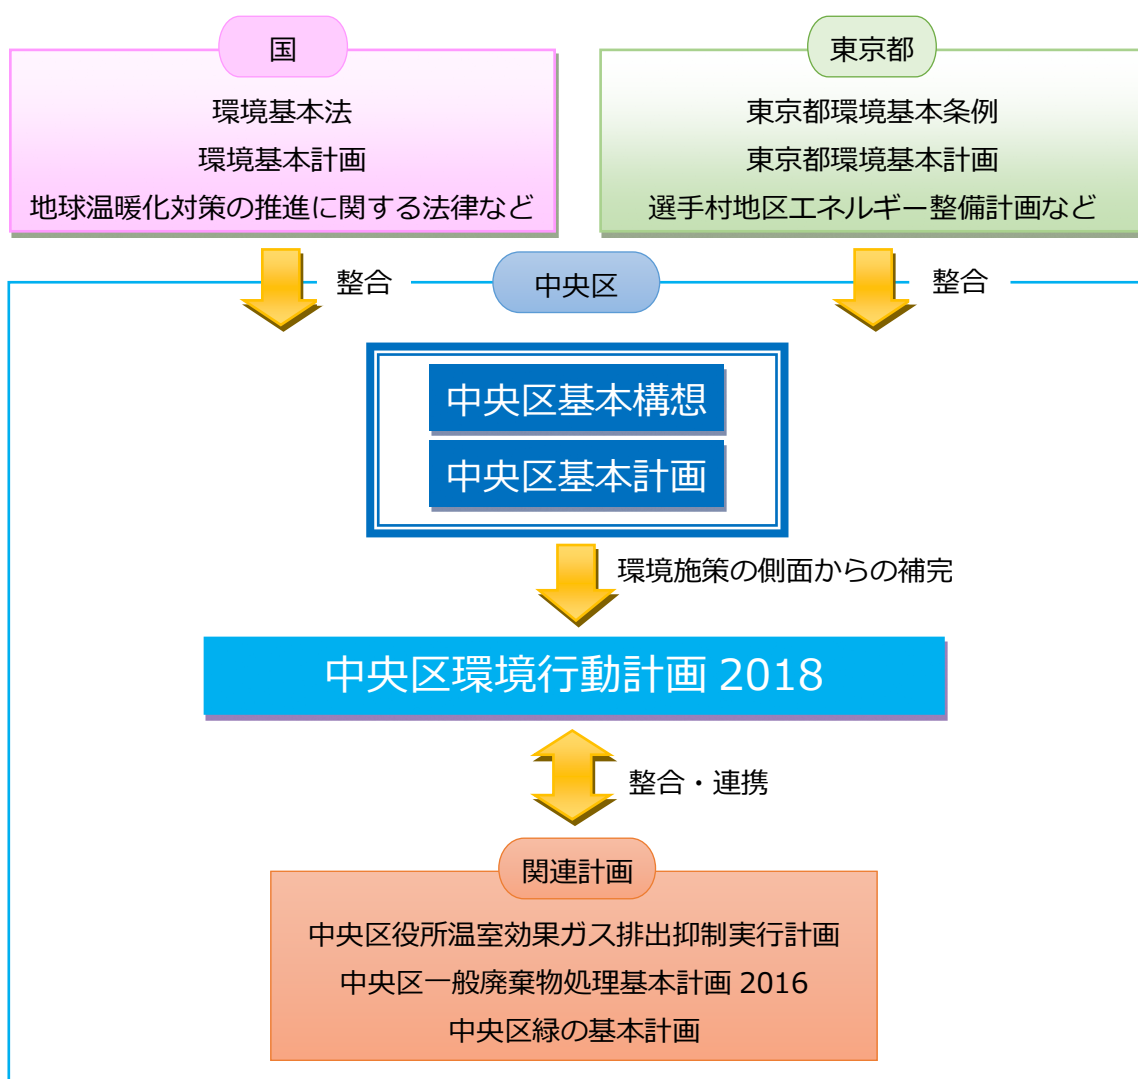 国
環境基本法
環境基本計画
地球温暖化対策の推進に関する法律など
東京都
東京都環境基本条例
東京都環境基本計画
選手村地区エネルギー整備計画など
整合
中央区
整合
中央区基本構想
中央区基本計画
環境施策の側面からの補完
中央区環境行動計画 2018
整合・連携
関連計画
中央区役所温室効果ガス排出抑制実行計画
中央区一般廃棄物処理基本計画 2016
中央区緑の基本計画